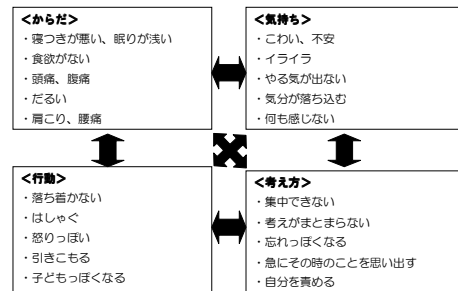 ＜からだ＞
・寝つきが悪い、眠りが浅い
・食欲がない
・頭痛、腹痛
・だるい
・肩こり、腰痛
＜気持ち＞
・こわい、不安
・イライラ
・やる気が出ない
・気分が落ち込む
・何も感じない
＜行動＞
・落ち着かない
・はしゃぐ
・怒りっぽい
・引きこもる
・子どもっぽくなる
＜考え方＞
・集中できない
・考えがまとまらない
・忘れっぽくなる
・急にその時のことを思い出す
・自分を責める